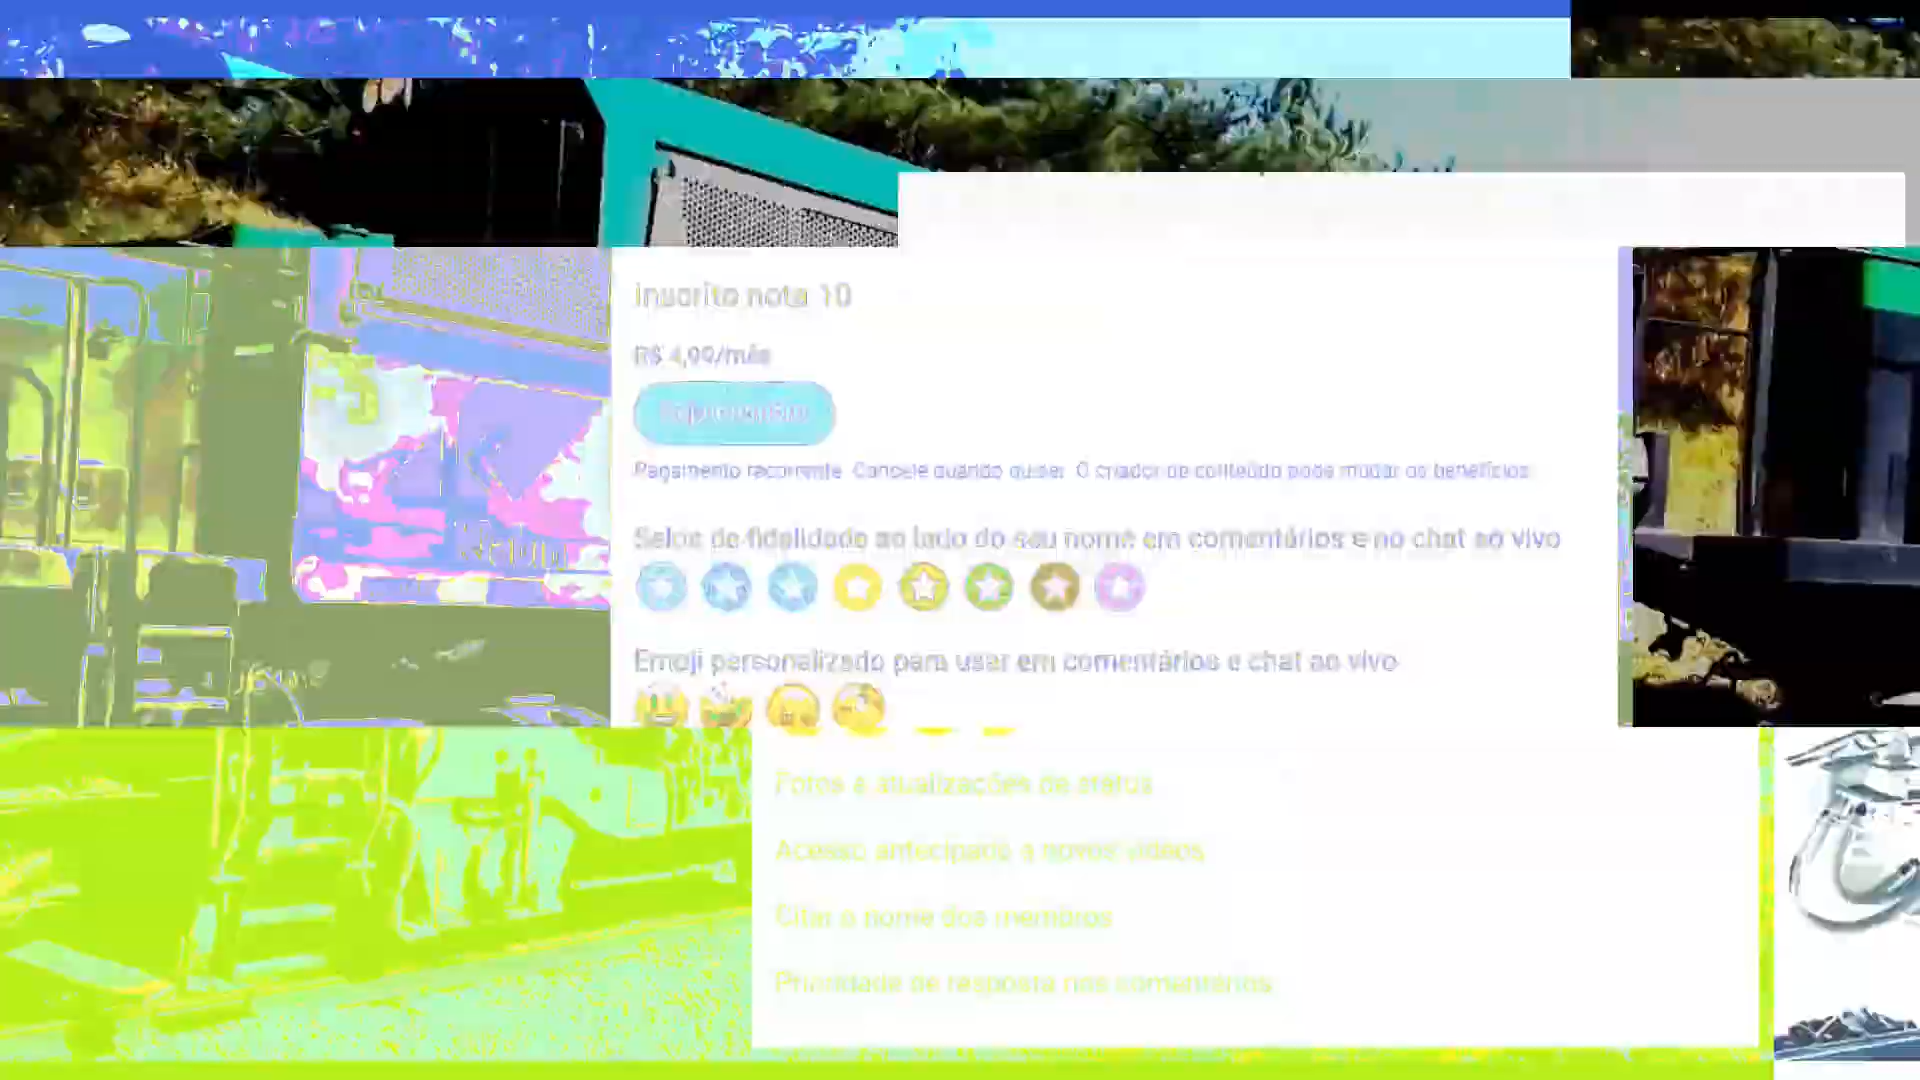 Inscrito nota 10
R$ 4,99/mês
Pagamento recorrente. Cancele quando quiser. O criador de conteúdo pode mudar os benefícios.
Selos de fidelidade ao lado do seu nome em comentários e no chat ao vivo
Emoji personalizado para usar em comentários e chat ao vivo
Fotos e atualizações de status
Acesso antecipado a novos vídeos
Citar o nome dos membros
Prioridade de resposta nos comentários